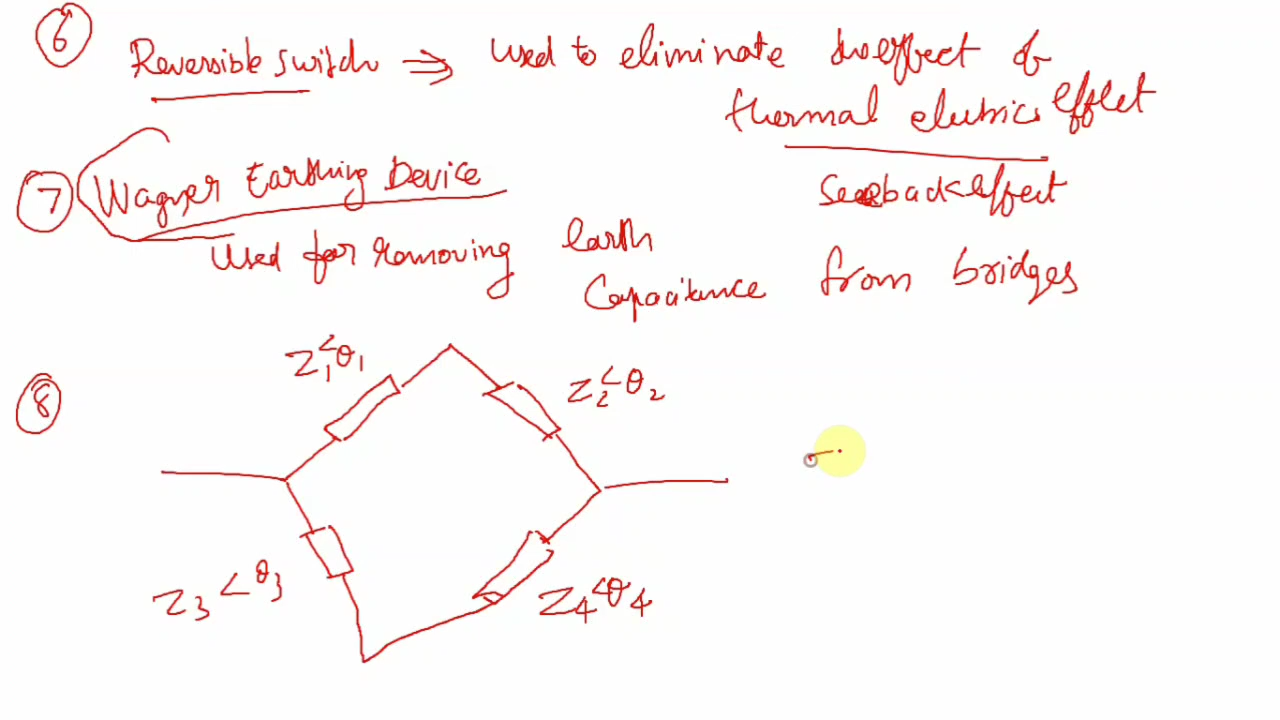 6 Reversible switch ⇒ used to eliminate the effect of
thermal electric effect
Seeback effect
7 Wagner Earthing Device
Used for removing earth
Capacitance from bridges
8
Z1<θ1
Z2<θ2
Z3<θ3
Z4<θ4